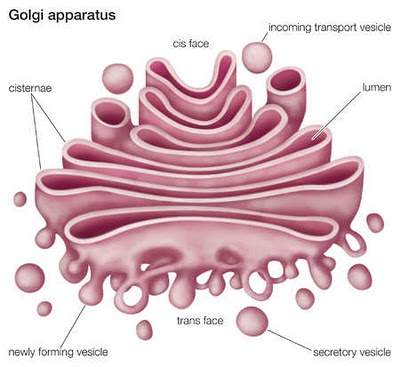 Golgi apparatus
incoming transport vesicle
cis face
cisternae
lumen
trans face
newly forming vesicle
secretory vesicle